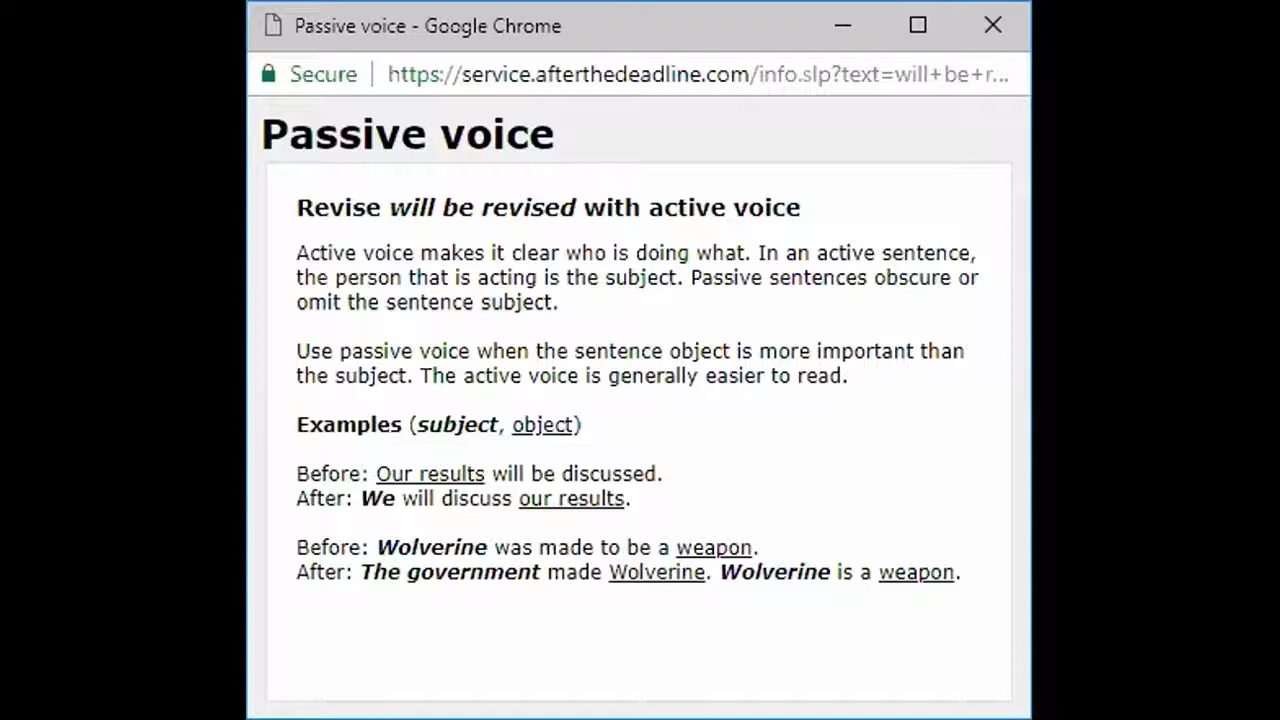 Passive voice - Google Chrome
Secure https://service.afterthedeadline.com/info.slp?text=will+be+r...
Passive voice
Revise will be revised with active voice
Active voice makes it clear who is doing what. In an active sentence,
the person that is acting is the subject. Passive sentences obscure or
omit the sentence subject.
Use passive voice when the sentence object is more important than
the subject. The active voice is generally easier to read.
Examples (subject, object)
Before: Our results will be discussed.
After: We will discuss our results.
Before: Wolverine was made to be a weapon.
After: The government made Wolverine. Wolverine is a weapon.